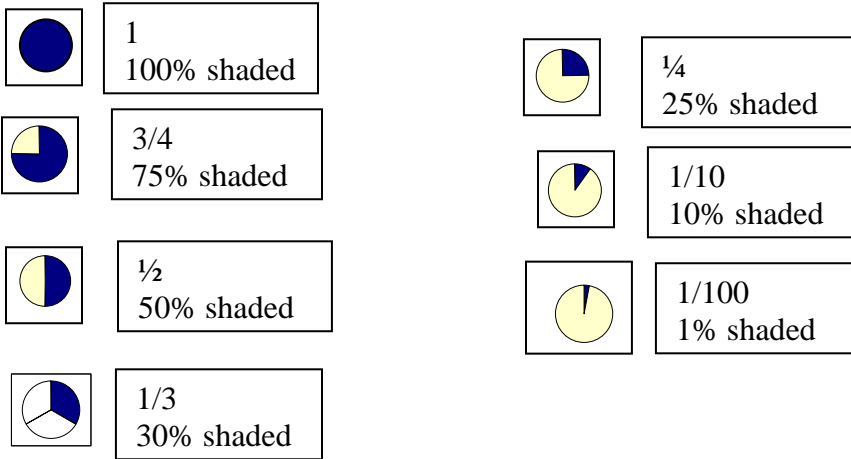 1
100% shaded
3/4
75% shaded
½
50% shaded
1/3
30% shaded
¼
25% shaded
1/10
10% shaded
1/100
1% shaded